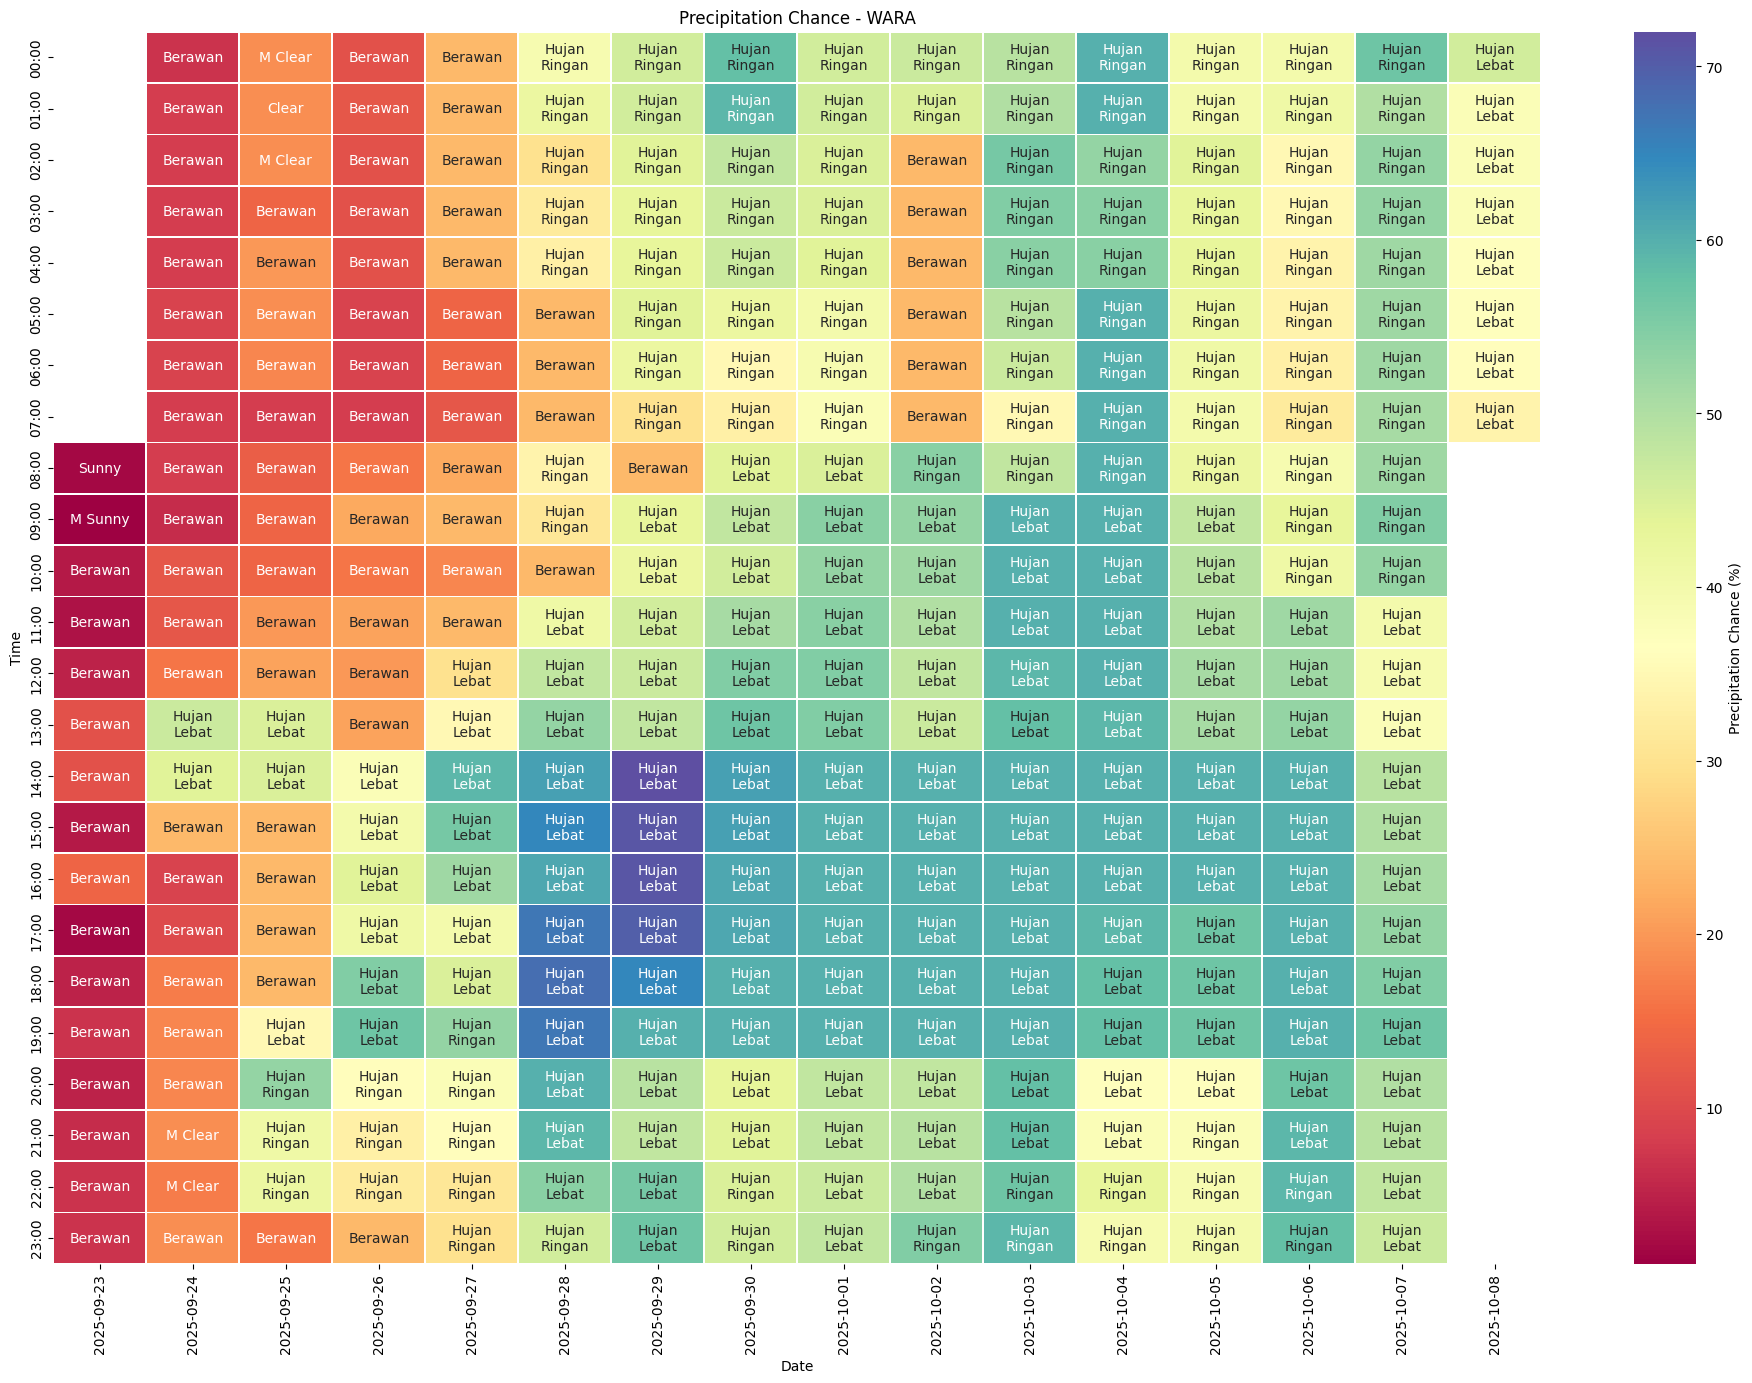 Precipitation Chance - WARA
00:00 Berawan M Clear Berawan Berawan Hujan Ringan Hujan Ringan Hujan Ringan Hujan Ringan Hujan Ringan Hujan Ringan Hujan Ringan Hujan Ringan Hujan Ringan Hujan Ringan Hujan Lebat
01:00 Berawan Clear Berawan Berawan Hujan Ringan Hujan Ringan Hujan Ringan Hujan Ringan Hujan Ringan Hujan Ringan Hujan Ringan Hujan Ringan Hujan Ringan Hujan Ringan Hujan Lebat
02:00 Berawan M Clear Berawan Berawan Hujan Ringan Hujan Ringan Hujan Ringan Hujan Ringan Berawan Hujan Ringan Hujan Ringan Hujan Ringan Hujan Ringan Hujan Ringan Hujan Lebat
03:00 Berawan Berawan Berawan Berawan Hujan Ringan Hujan Ringan Hujan Ringan Hujan Ringan Berawan Hujan Ringan Hujan Ringan Hujan Ringan Hujan Ringan Hujan Ringan Hujan Lebat
04:00 Berawan Berawan Berawan Berawan Hujan Ringan Hujan Ringan Hujan Ringan Hujan Ringan Berawan Hujan Ringan Hujan Ringan Hujan Ringan Hujan Ringan Hujan Ringan Hujan Lebat
05:00 Berawan Berawan Berawan Berawan Berawan Hujan Ringan Hujan Ringan Hujan Ringan Berawan Hujan Ringan Hujan Ringan Hujan Ringan Hujan Ringan Hujan Ringan Hujan Lebat
06:00 Berawan Berawan Berawan Berawan Berawan Hujan Ringan Hujan Ringan Hujan Ringan Berawan Hujan Ringan Hujan Ringan Hujan Ringan Hujan Ringan Hujan Ringan Hujan Lebat
07:00 Berawan Berawan Berawan Berawan Berawan Hujan Ringan Hujan Ringan Hujan Ringan Berawan Hujan Ringan Hujan Ringan Hujan Ringan Hujan Ringan Hujan Ringan Hujan Lebat
08:00 Sunny Berawan Berawan Berawan Berawan Hujan Ringan Berawan Hujan Lebat Hujan Lebat Hujan Ringan Hujan Ringan Hujan Ringan Hujan Ringan Hujan Ringan Hujan Ringan
09:00 M Sunny Berawan Berawan Berawan Berawan Hujan Ringan Hujan Lebat Hujan Lebat Hujan Lebat Hujan Ringan Hujan Lebat Hujan Lebat Hujan Lebat Hujan Ringan Hujan Ringan
10:00 Berawan Berawan Berawan Berawan Berawan Berawan Hujan Lebat Hujan Lebat Hujan Lebat Hujan Lebat Hujan Lebat Hujan Lebat Hujan Lebat Hujan Ringan Hujan Ringan
11:00 Berawan Berawan Berawan Berawan Berawan Hujan Lebat Hujan Lebat Hujan Lebat Hujan Lebat Hujan Lebat Hujan Lebat Hujan Lebat Hujan Lebat Hujan Lebat Hujan Lebat
12:00 Berawan Berawan Berawan Berawan Hujan Lebat Hujan Lebat Hujan Lebat Hujan Lebat Hujan Lebat Hujan Lebat Hujan Lebat Hujan Lebat Hujan Lebat Hujan Lebat Hujan Lebat
13:00 Berawan Hujan Lebat Hujan Lebat Berawan Hujan Lebat Hujan Lebat Hujan Lebat Hujan Lebat Hujan Lebat Hujan Lebat Hujan Lebat Hujan Lebat Hujan Lebat Hujan Lebat Hujan Lebat
14:00 Berawan Hujan Lebat Hujan Lebat Hujan Lebat Hujan Lebat Hujan Lebat Hujan Lebat Hujan Lebat Hujan Lebat Hujan Lebat Hujan Lebat Hujan Lebat Hujan Lebat Hujan Lebat Hujan Lebat
15:00 Berawan Berawan Berawan Hujan Lebat Hujan Lebat Hujan Lebat Hujan Lebat Hujan Lebat Hujan Lebat Hujan Lebat Hujan Lebat Hujan Lebat Hujan Lebat Hujan Lebat Hujan Lebat
16:00 Berawan Berawan Berawan Hujan Lebat Hujan Lebat Hujan Lebat Hujan Lebat Hujan Lebat Hujan Lebat Hujan Lebat Hujan Lebat Hujan Lebat Hujan Lebat Hujan Lebat Hujan Lebat
17:00 Berawan Berawan Berawan Hujan Lebat Hujan Lebat Hujan Lebat Hujan Lebat Hujan Lebat Hujan Lebat Hujan Lebat Hujan Lebat Hujan Lebat Hujan Lebat Hujan Lebat Hujan Lebat
18:00 Berawan Berawan Berawan Hujan Lebat Hujan Lebat Hujan Lebat Hujan Lebat Hujan Lebat Hujan Lebat Hujan Lebat Hujan Lebat Hujan Lebat Hujan Lebat Hujan Lebat Hujan Lebat
19:00 Berawan Berawan Hujan Lebat Hujan Lebat Hujan Ringan Hujan Lebat Hujan Lebat Hujan Lebat Hujan Lebat Hujan Lebat Hujan Lebat Hujan Lebat Hujan Lebat Hujan Lebat Hujan Lebat
20:00 Berawan Berawan Hujan Ringan Hujan Ringan Hujan Ringan Hujan Lebat Hujan Lebat Hujan Lebat Hujan Lebat Hujan Lebat Hujan Lebat Hujan Lebat Hujan Lebat Hujan Lebat Hujan Lebat
21:00 Berawan M Clear Hujan Ringan Hujan Ringan Hujan Ringan Hujan Lebat Hujan Lebat Hujan Lebat Hujan Lebat Hujan Lebat Hujan Lebat Hujan Lebat Hujan Ringan Hujan Lebat Hujan Lebat
22:00 Berawan M Clear Hujan Ringan Hujan Ringan Hujan Ringan Hujan Lebat Hujan Lebat Hujan Ringan Hujan Lebat Hujan Lebat Hujan Ringan Hujan Ringan Hujan Ringan Hujan Ringan Hujan Lebat
23:00 Berawan Berawan Berawan Berawan Hujan Ringan Hujan Ringan Hujan Lebat Hujan Ringan Hujan Lebat Hujan Ringan Hujan Ringan Hujan Ringan Hujan Ringan Hujan Ringan Hujan Lebat
Time
2025-09-23 2025-09-24 2025-09-25 2025-09-26 2025-09-27 2025-09-28 2025-09-29 2025-09-30 2025-10-01 2025-10-02 2025-10-03 2025-10-04 2025-10-05 2025-10-06 2025-10-07 2025-10-08
Date
70
60
50
40
30
20
10
Precipitation Chance (%)